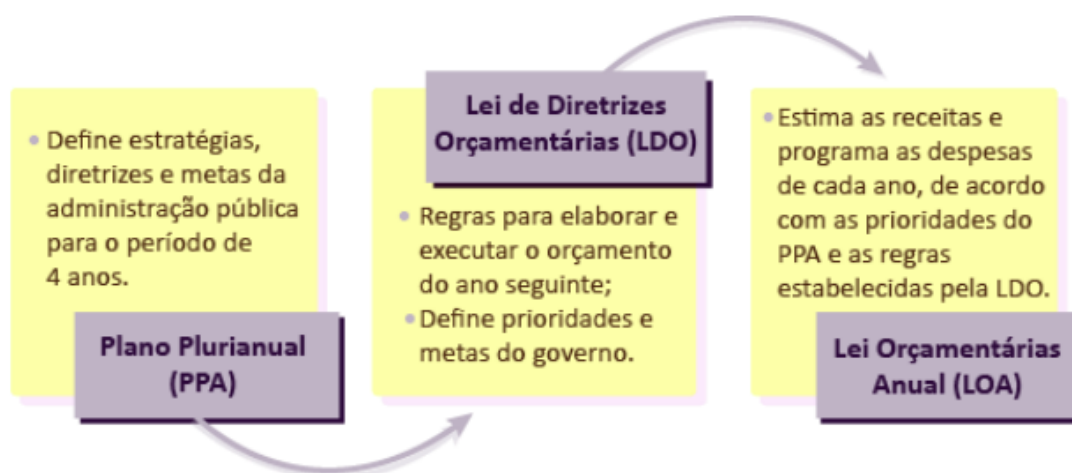 • Define estratégias,
diretrizes e metas da
administração pública
para o período de
4 anos.
Plano Plurianual
(PPA)
Lei de Diretrizes
Orçamentárias (LDO)
• Regras para elaborar e
executar o orçamento
do ano seguinte;
• Define prioridades e
metas do governo.
• Estima as receitas e
programa as despesas
de cada ano, de acordo
com as prioridades do
PPA e as regras
estabelecidas pela LDO.
Lei Orçamentárias
Anual (LOA)